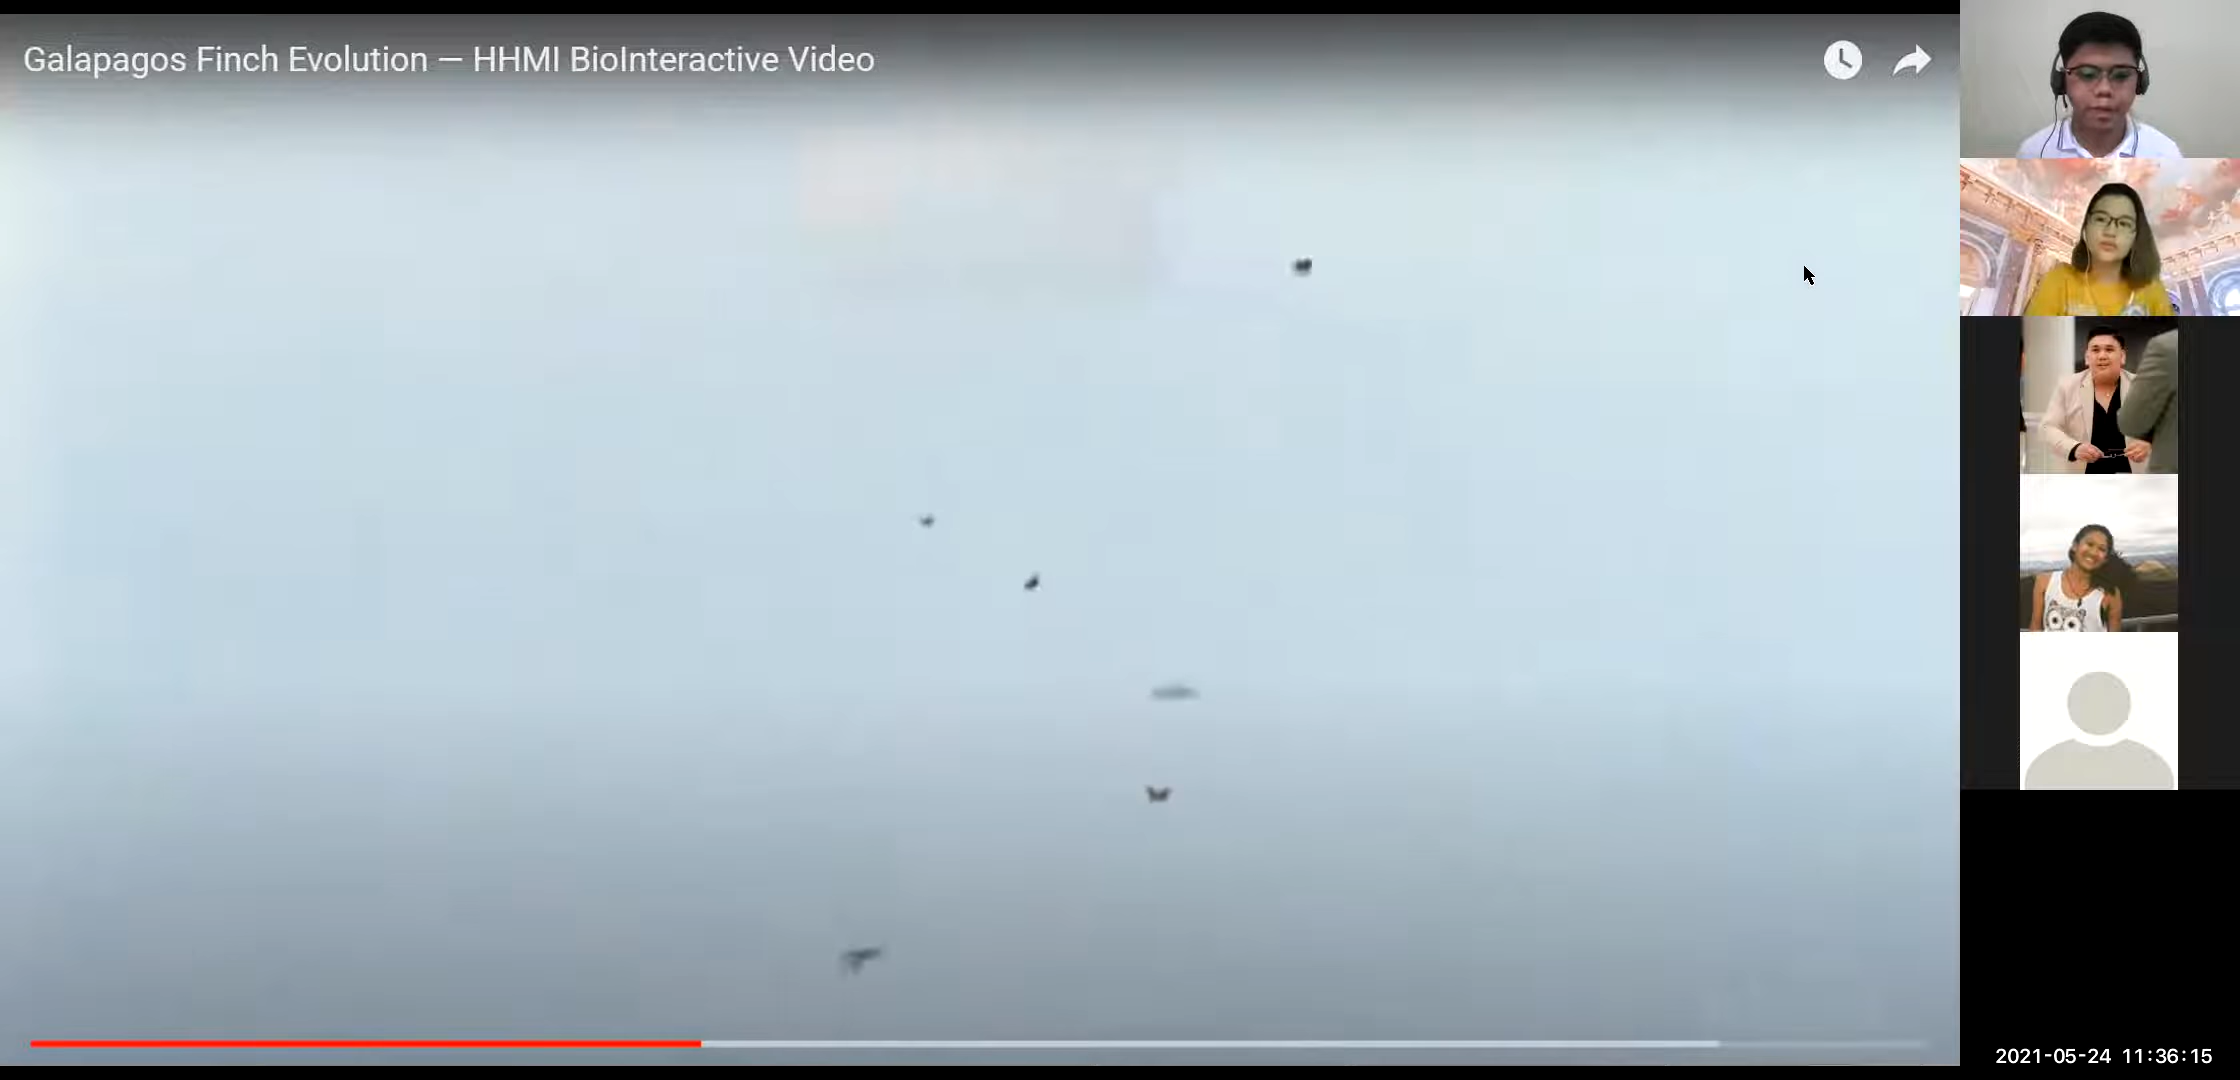 Galapagos Finch Evolution — HHMI BioInteractive Video
2021-05-24 11:36:15